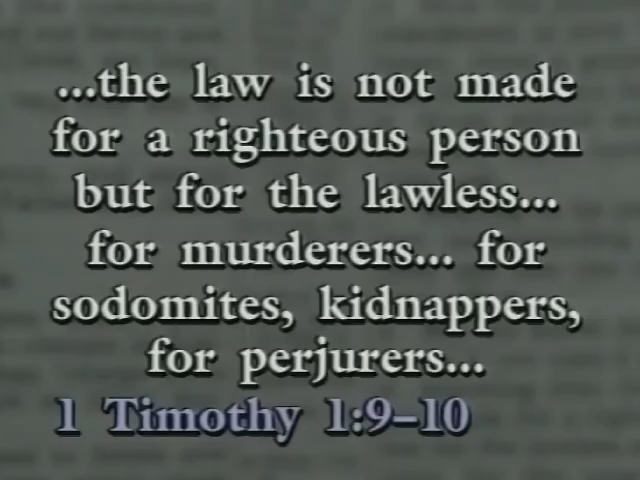 ...the law is not made
for a righteous person
but for the lawless...
for murderers... for
sodomites, kidnappers,
for perjurers...
1 Timothy 1:9–10